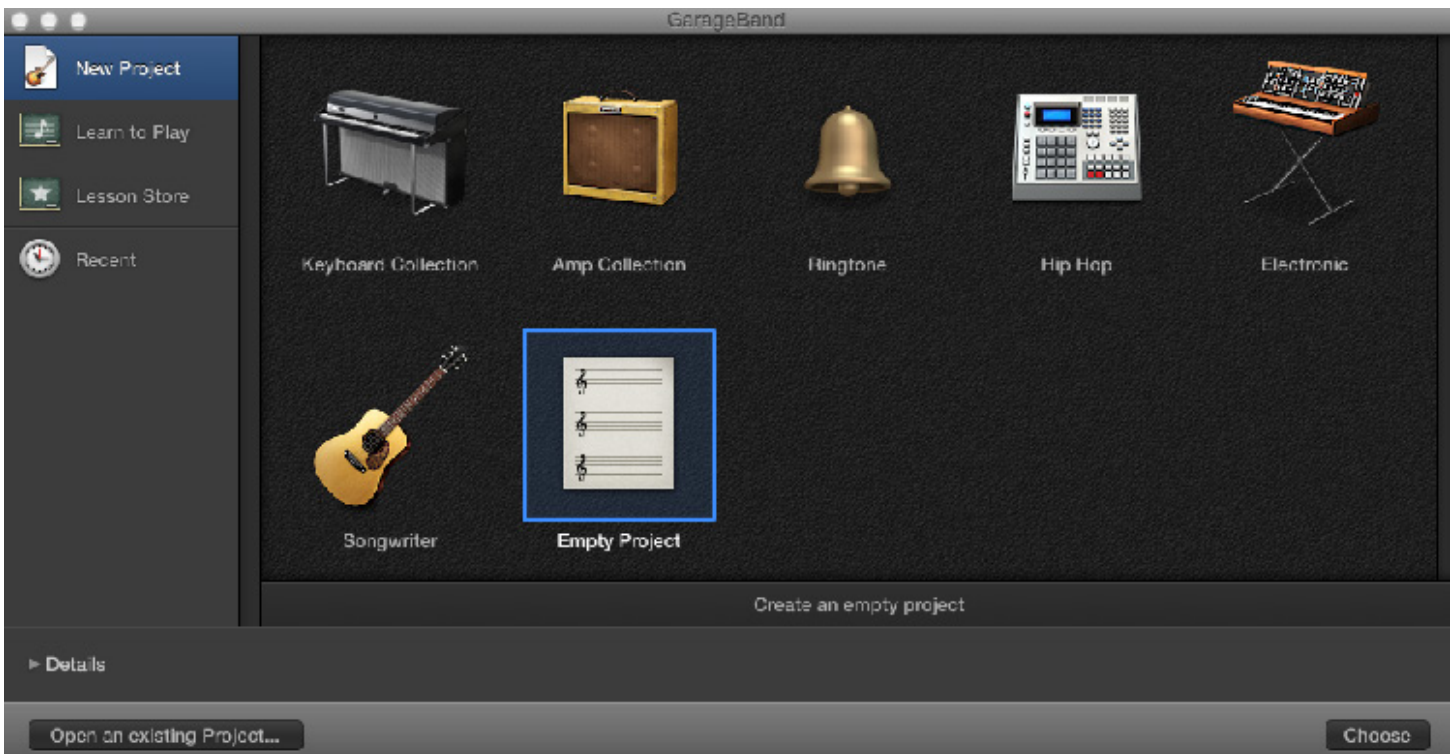 GarageBand
New Project
Learn to Play
Lesson Store
Recent
Keyboard Collection
Amp Collection
Ringtone
Hip Hop
Electronic
Songwriter
Empty Project
Create an empty project
Details
Open an existing Project...
Choose